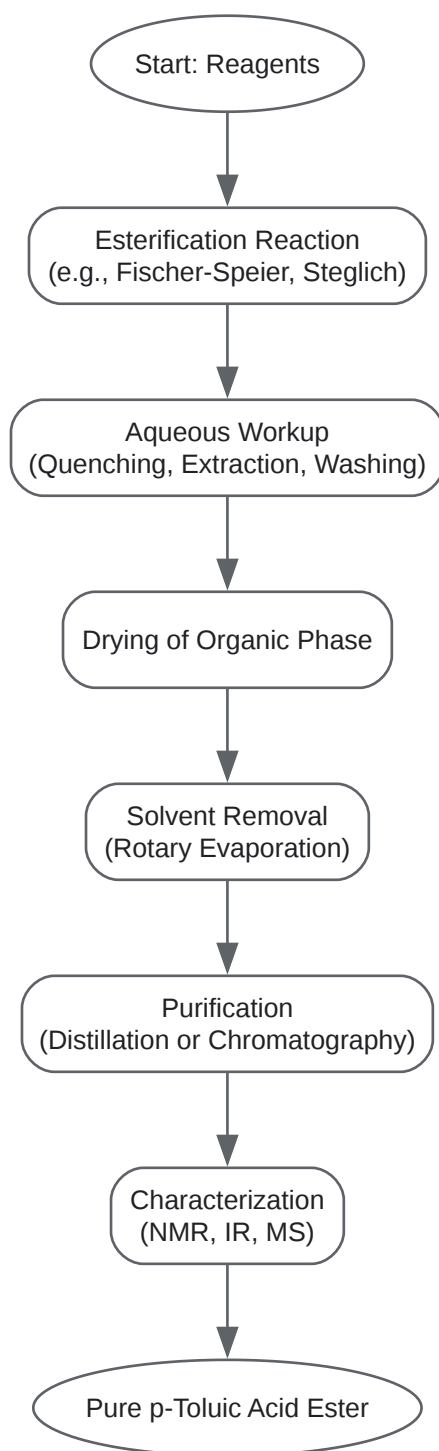 Start: Reagents
Esterification Reaction
(e.g., Fischer-Speier, Steglich)
Aqueous Workup
(Quenching, Extraction, Washing)
Drying of Organic Phase
Solvent Removal
(Rotary Evaporation)
Purification
(Distillation or Chromatography)
Characterization
(NMR, IR, MS)
Pure p-Toluic Acid Ester